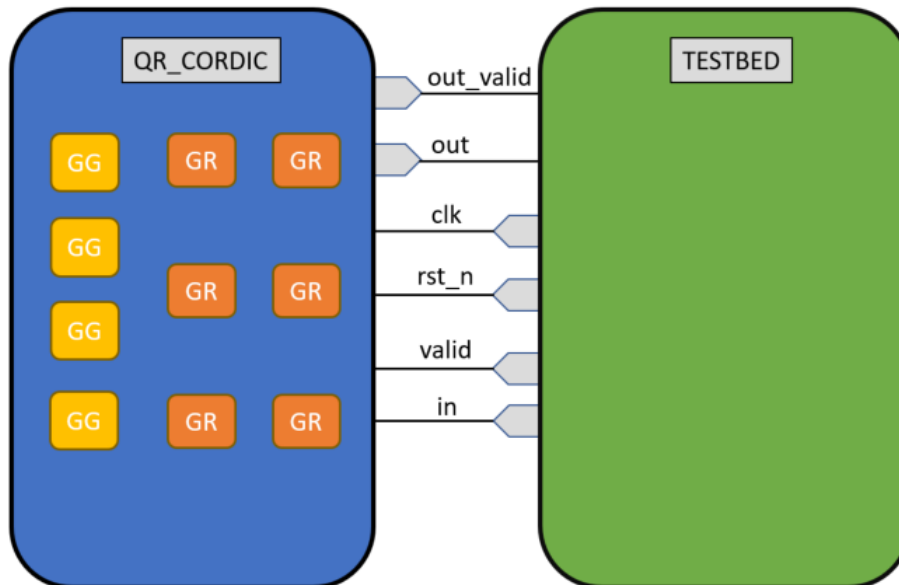 QR_CORDIC
TESTBED
out_valid
GG
GR
GR
out
GG
clk
GR
GR
rst_n
GG
valid
GG
GR
GR
in